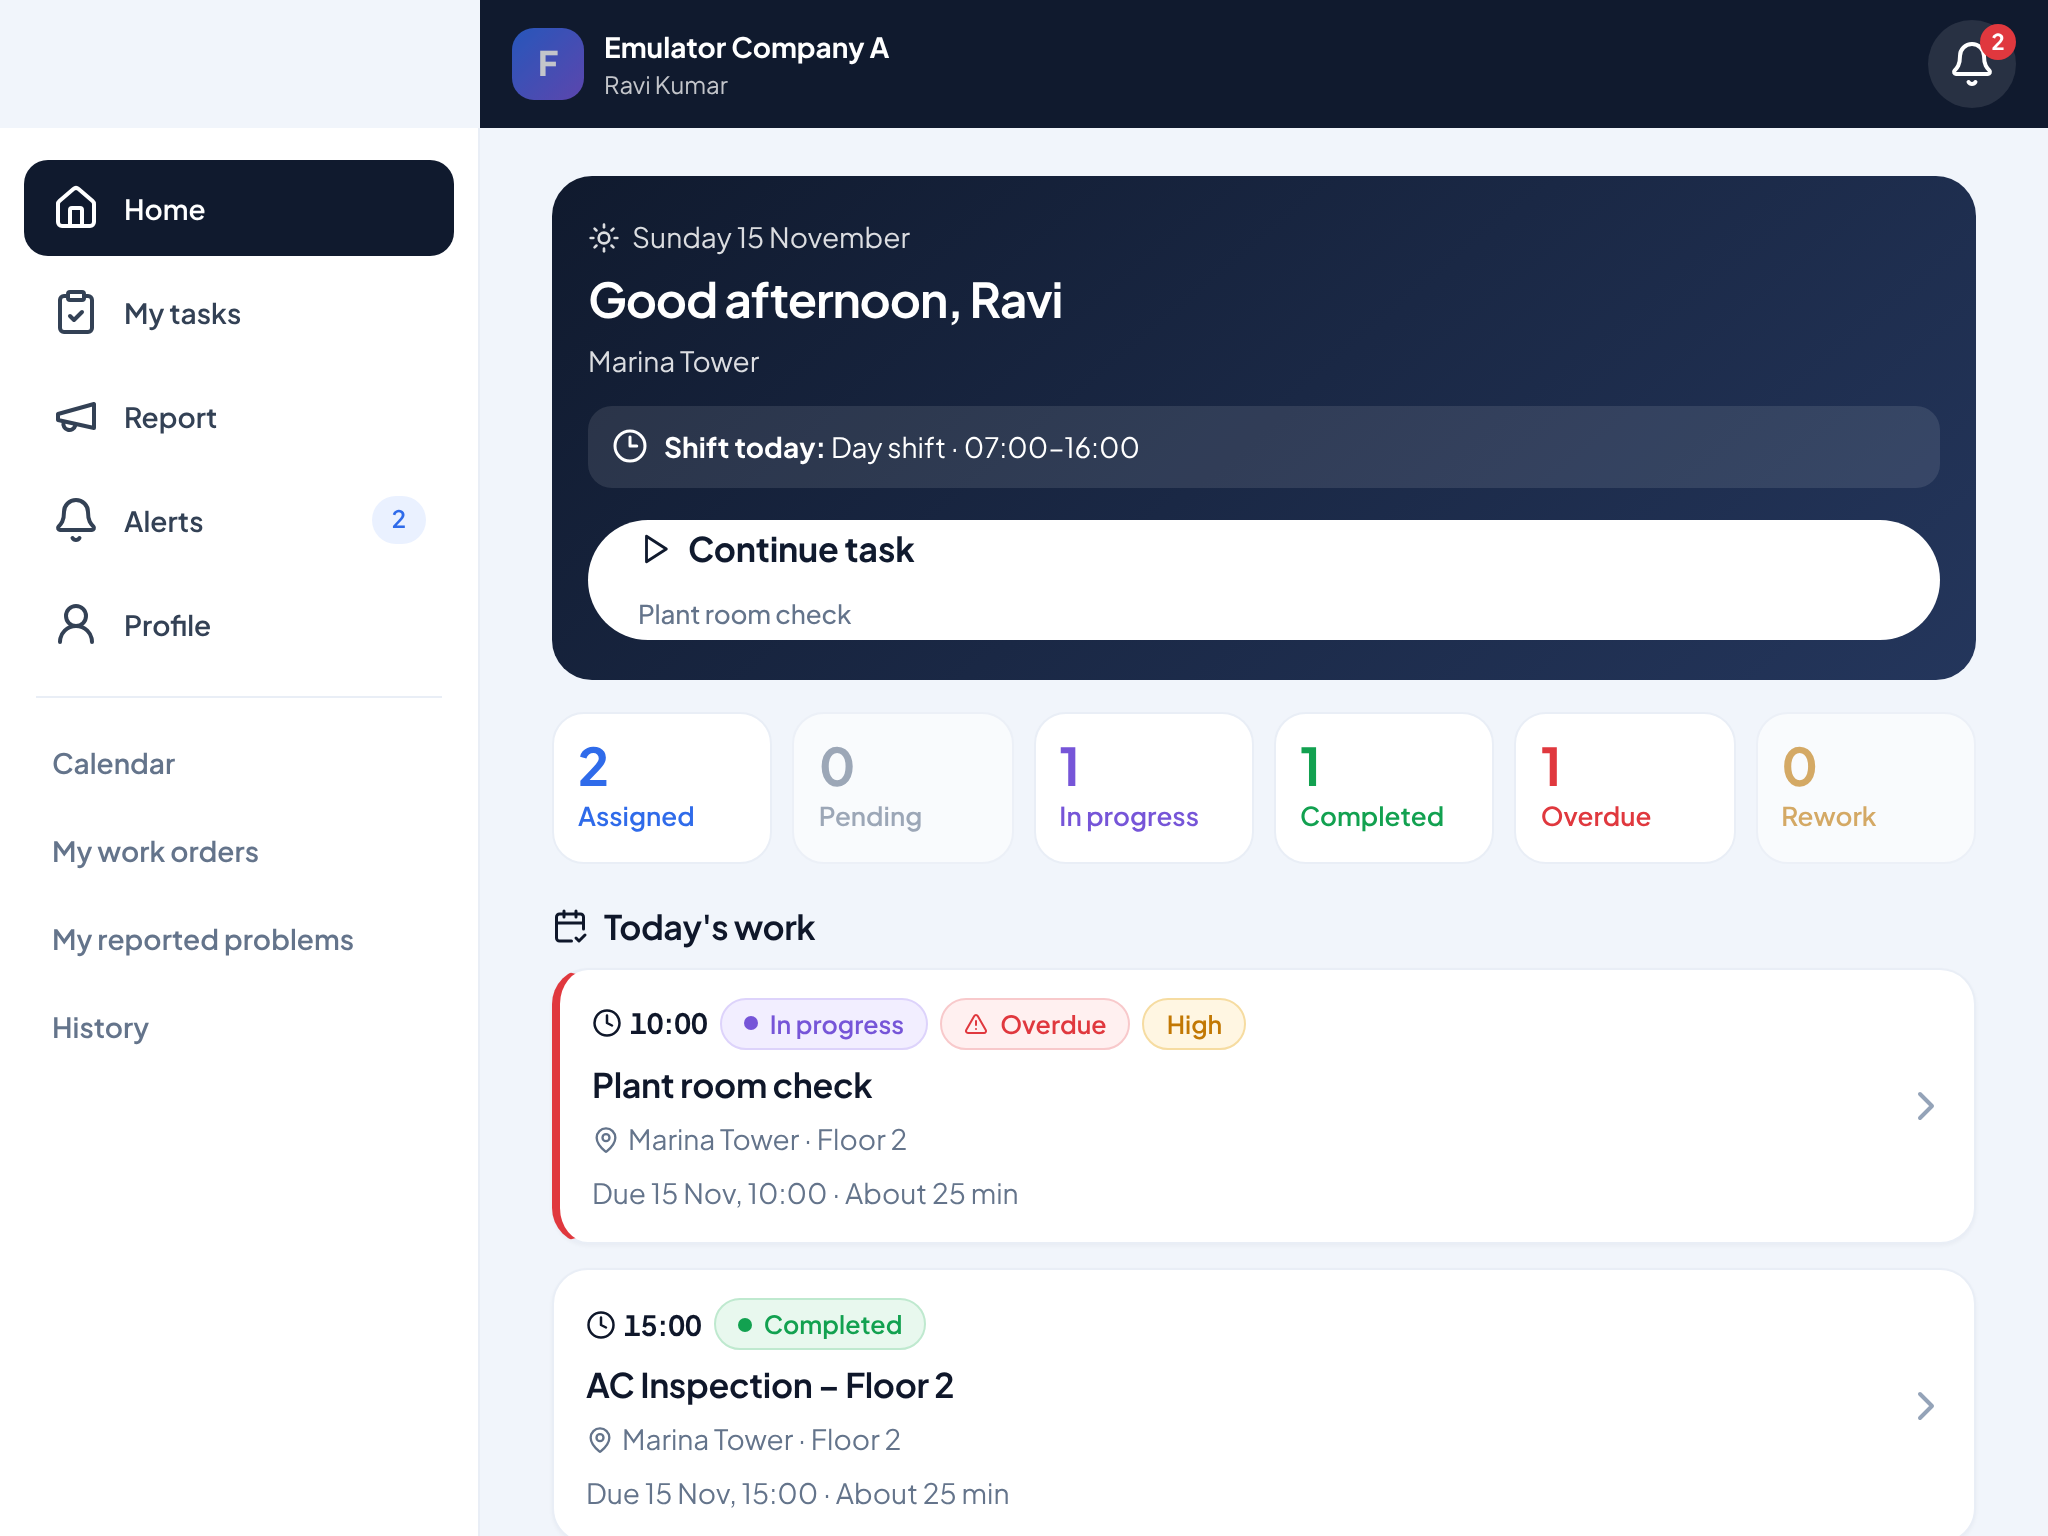 F
Emulator Company A
Ravi Kumar
2
Home
My tasks
Report
Alerts
2
Profile
Calendar
My work orders
My reported problems
History
Sunday 15 November
Good afternoon, Ravi
Marina Tower
Shift today: Day shift · 07:00–16:00
Continue task
Plant room check
2
Assigned
0
Pending
1
In progress
1
Completed
1
Overdue
0
Rework
Today's work
10:00 In progress Overdue High
Plant room check
Marina Tower · Floor 2
Due 15 Nov, 10:00 · About 25 min
15:00 Completed
AC Inspection – Floor 2
Marina Tower · Floor 2
Due 15 Nov, 15:00 · About 25 min